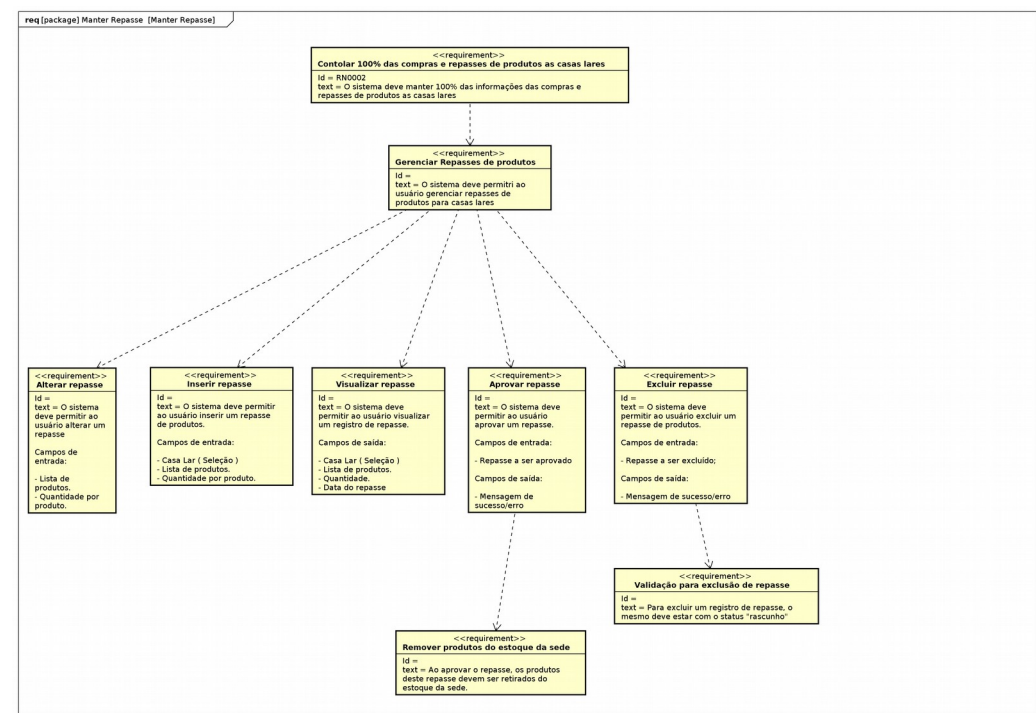 req [package] Manter Repasse [Manter Repasse]
<<requirement>>
Contolar 100% das compras e repasses de produtos as casas lares
Id = RN0002
text = O sistema deve manter 100% das informações das compras e
repasses de produtos as casas lares
<<requirement>>
Gerenciar Repasses de produtos
Id =
text = O sistema deve permitri ao
usuário gerenciar repasses de
produtos para casas lares
<<requirement>>
Alterar repasse
Id =
text = O sistema
deve permitir ao
usuário alterar um
repasse
Campos de
entrada:
- Lista de
produtos.
- Quantidade por
produto.
<<requirement>>
Inserir repasse
Id =
text = O sistema deve permitir
ao usuário inserir um repasse
de produtos.
Campos de entrada:
- Casa Lar ( Seleção )
- Lista de produtos.
- Quantidade por produto.
<<requirement>>
Visualizar repasse
Id =
text = O sistema deve
permitir ao usuário visualizar
um registro de repasse.
Campos de saída:
- Casa Lar ( Seleção )
- Lista de produtos.
- Quantidade.
- Data do repasse
<<requirement>>
Aprovar repasse
Id =
text = O sistema deve
permitir ao usuário
aprovar um repasse.
Campos de entrada:
- Repasse a ser aprovado
Campos de saída:
- Mensagem de
sucesso/erro
<<requirement>>
Excluir repasse
Id =
text = O sistema deve
permitir ao usuário excluir um
repasse de produtos.
Campos de entrada:
- Repasse a ser excluído;
Campos de saída:
- Mensagem de sucesso/erro
<<requirement>>
Validação para exclusão de repasse
Id =
text = Para excluir um registro de repasse, o
mesmo deve estar com o status "rascunho"
<<requirement>>
Remover produtos do estoque da sede
Id =
text = Ao aprovar o repasse, os produtos
deste repasse devem ser retirados do
estoque da sede.